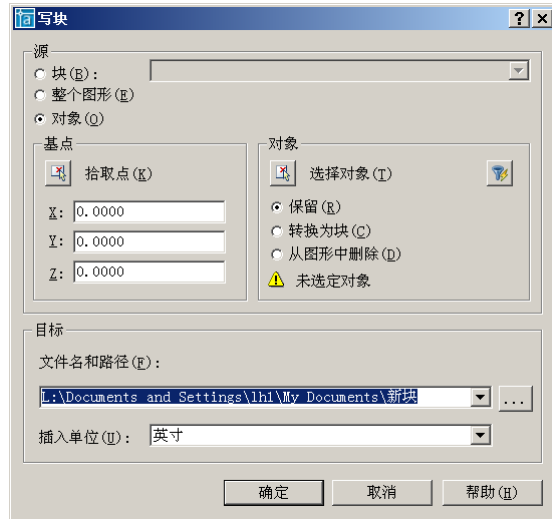 写块
源
块(B):
整个图形(E)
对象(O)
基点
拾取点(K)
X: 0.0000
Y: 0.0000
Z: 0.0000
对象
选择对象(T)
保留(R)
转换为块(C)
从图形中删除(D)
未选定对象
目标
文件名和路径(F):
L:\Documents and Settings\lh1\My Documents\新块
...
插入单位(U): 英寸
确定 取消 帮助(H)